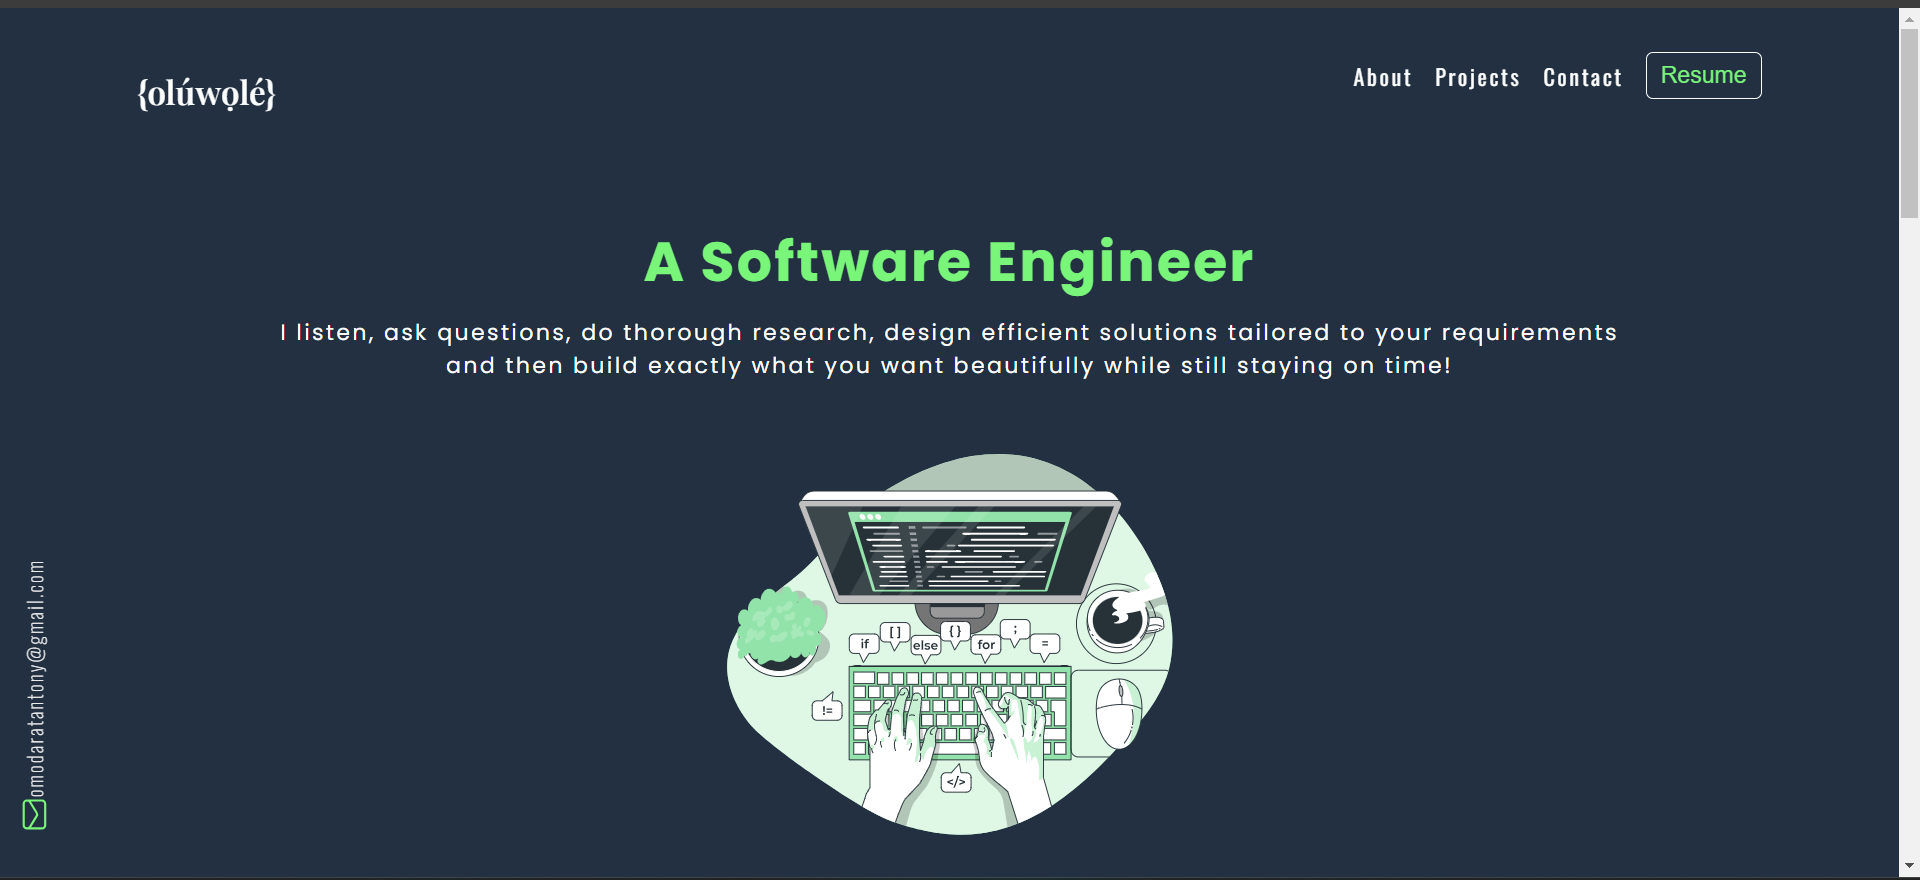 {olúwọlé}
About Projects Contact Resume
A Software Engineer
I listen, ask questions, do thorough research, design efficient solutions tailored to your requirements
and then build exactly what you want beautifully while still staying on time!
omodaratantony@gmail.com
if [ ] else { } for ; =
!=
</>